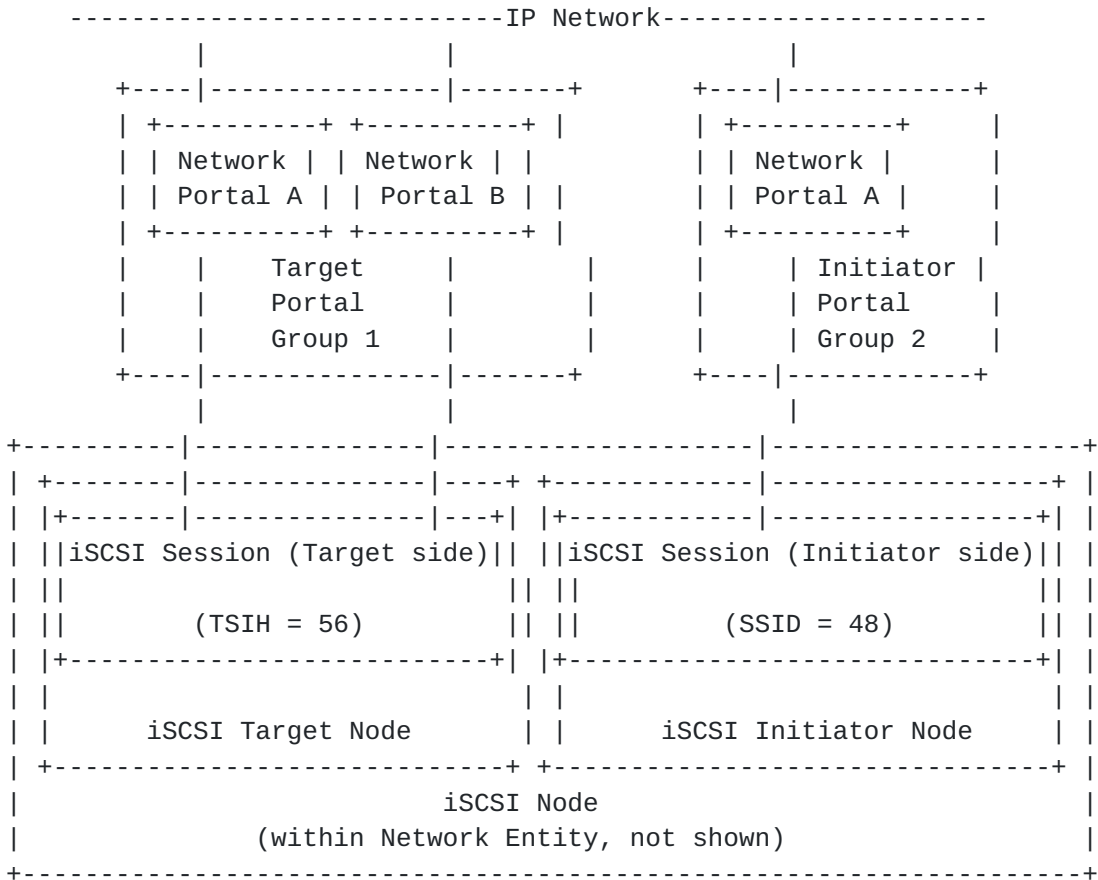 IP Network
Network Network Network
Portal A Portal B Portal A
Target Initiator
Portal Portal
Group 1 Group 2
iSCSI Session (Target side) iSCSI Session (Initiator side)
(TSIH = 56) (SSID = 48)
iSCSI Target Node iSCSI Initiator Node
iSCSI Node
(within Network Entity, not shown)